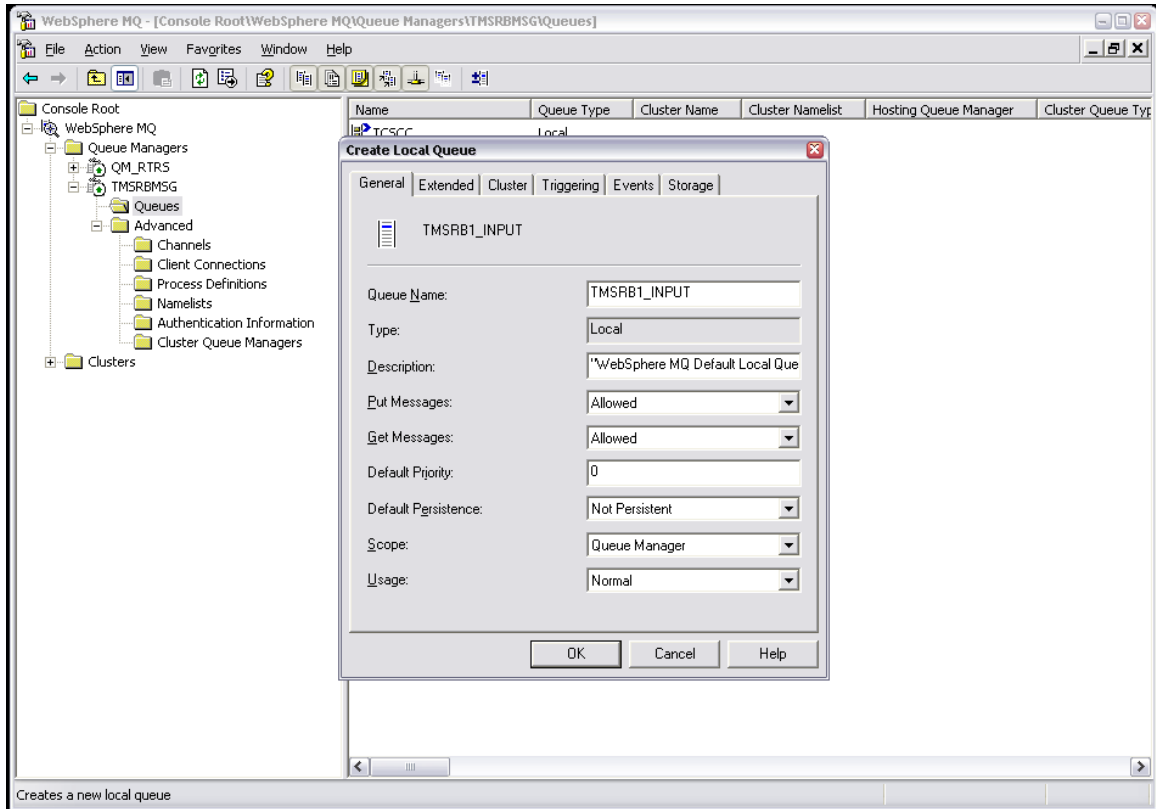 WebSphere MQ - [Console Root\WebSphere MQ\Queue Managers\TMSRBMSG\Queues]
File Action View Favorites Window Help
Console Root
WebSphere MQ
Queue Managers
QM_RTRS
TMSRBMSG
Queues
Advanced
Channels
Client Connections
Process Definitions
Namelists
Authentication Information
Cluster Queue Managers
Clusters
Name Queue Type Cluster Name Cluster Namelist Hosting Queue Manager Cluster Queue Typ
TCSCC Local
Create Local Queue
General Extended Cluster Triggering Events Storage
TMSRB1_INPUT
Queue Name: TMSRB1_INPUT
Type: Local
Description: "WebSphere MQ Default Local Que
Put Messages: Allowed
Get Messages: Allowed
Default Priority: 0
Default Persistence: Not Persistent
Scope: Queue Manager
Usage: Normal
OK Cancel Help
Creates a new local queue